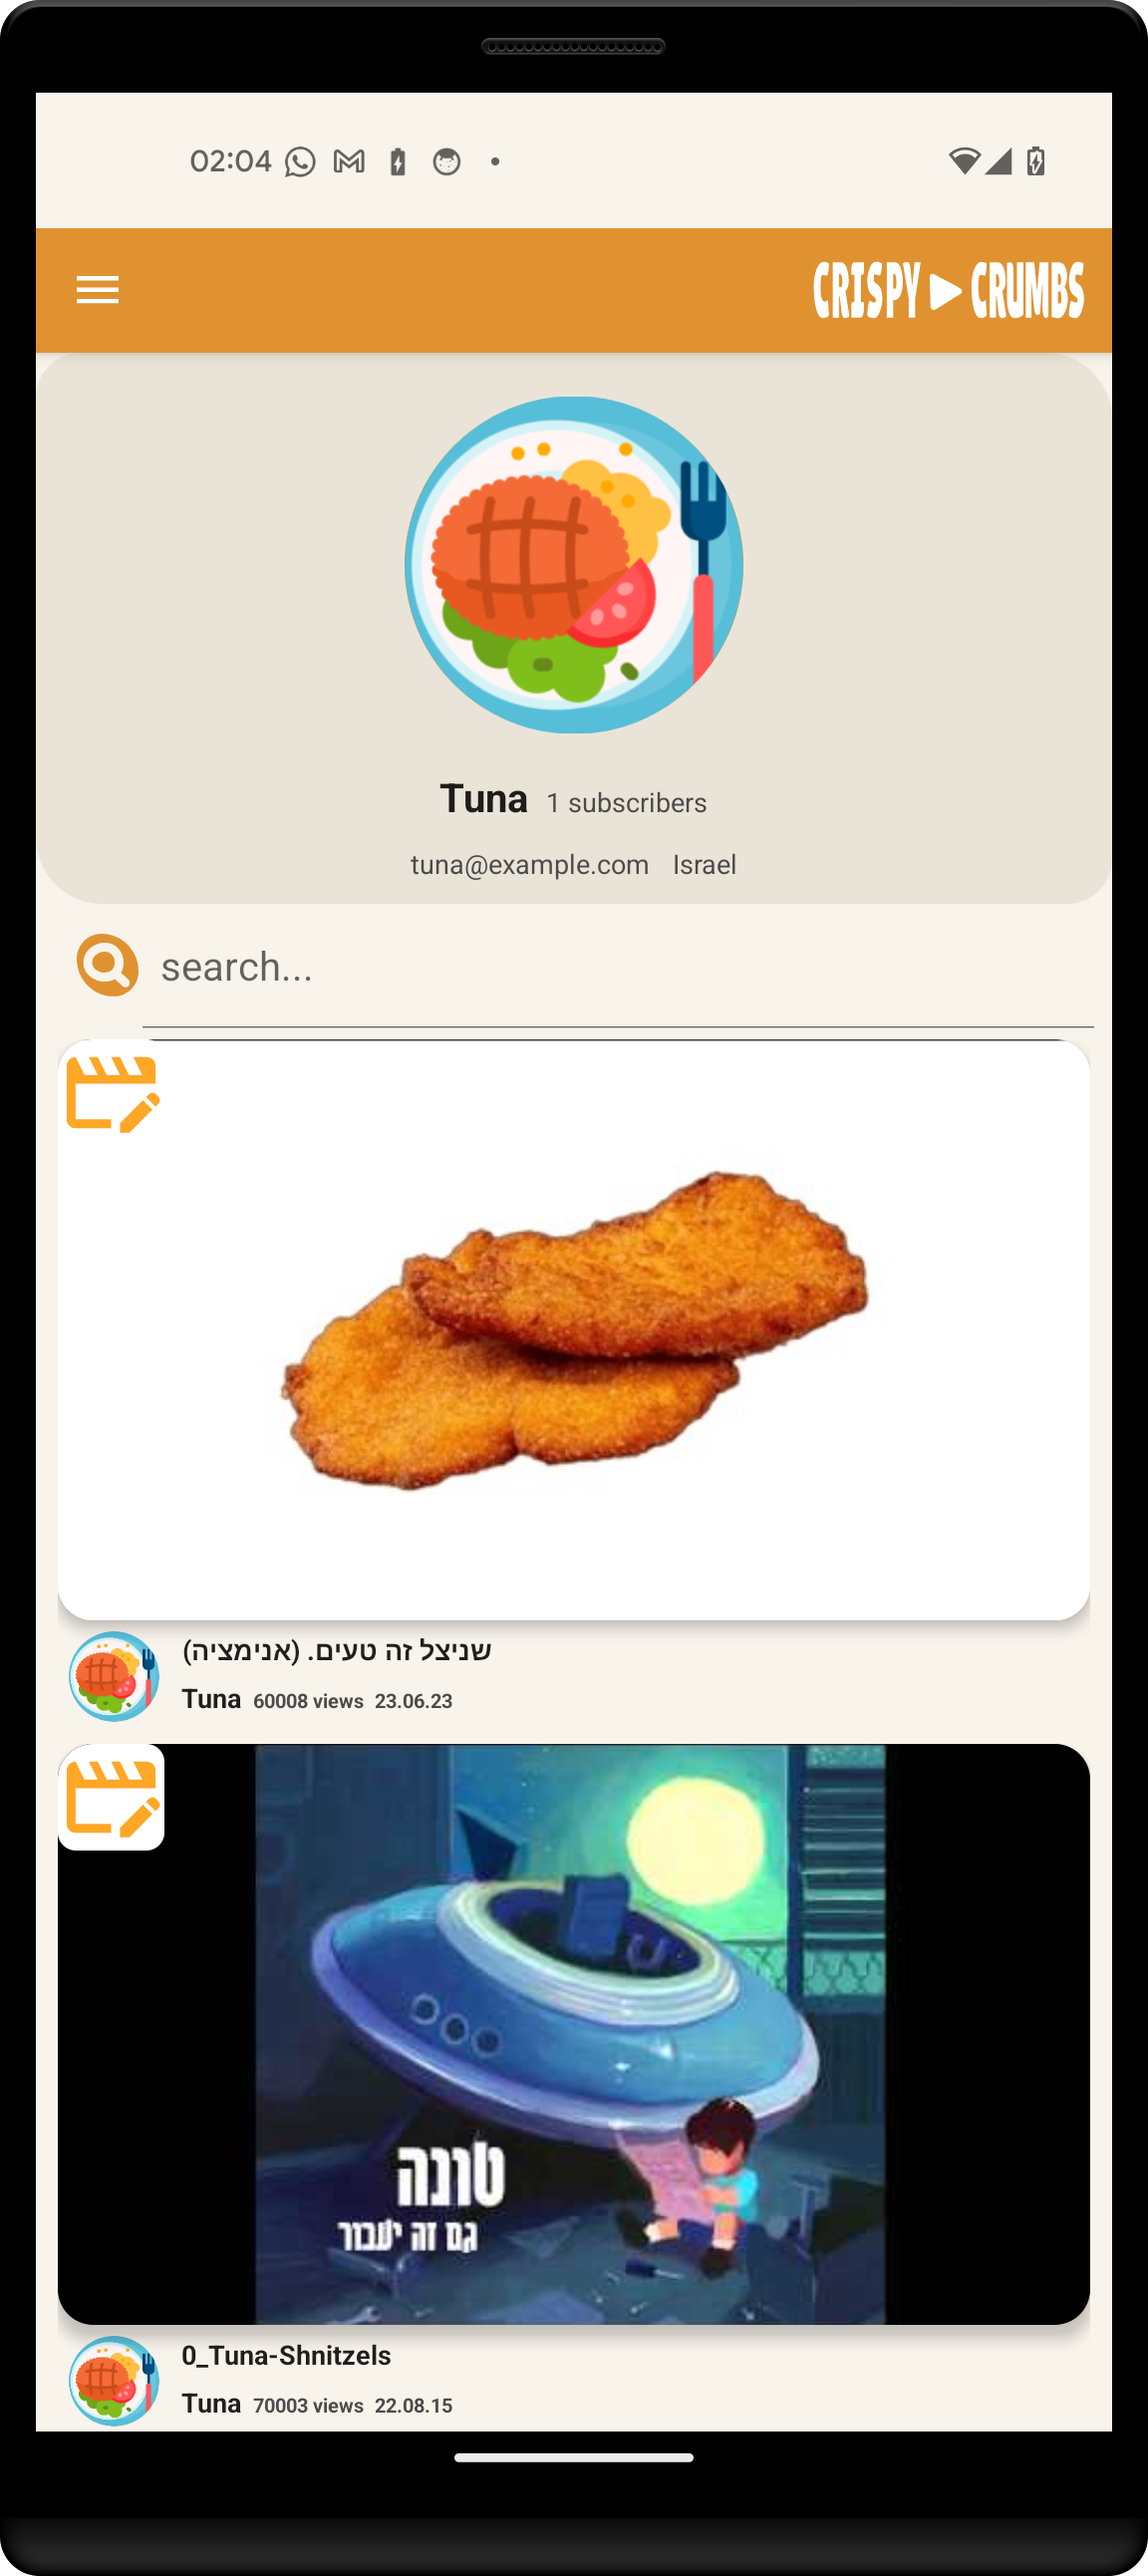 02:04
CRISPY CRUMBS
Tuna 1 subscribers
tuna@example.com Israel
search...
שניצל זה טעים. (אנימציה)
Tuna 60008 views 23.06.23
טונה
גם זה יעבור
0_Tuna-Shnitzels
Tuna 70003 views 22.08.15